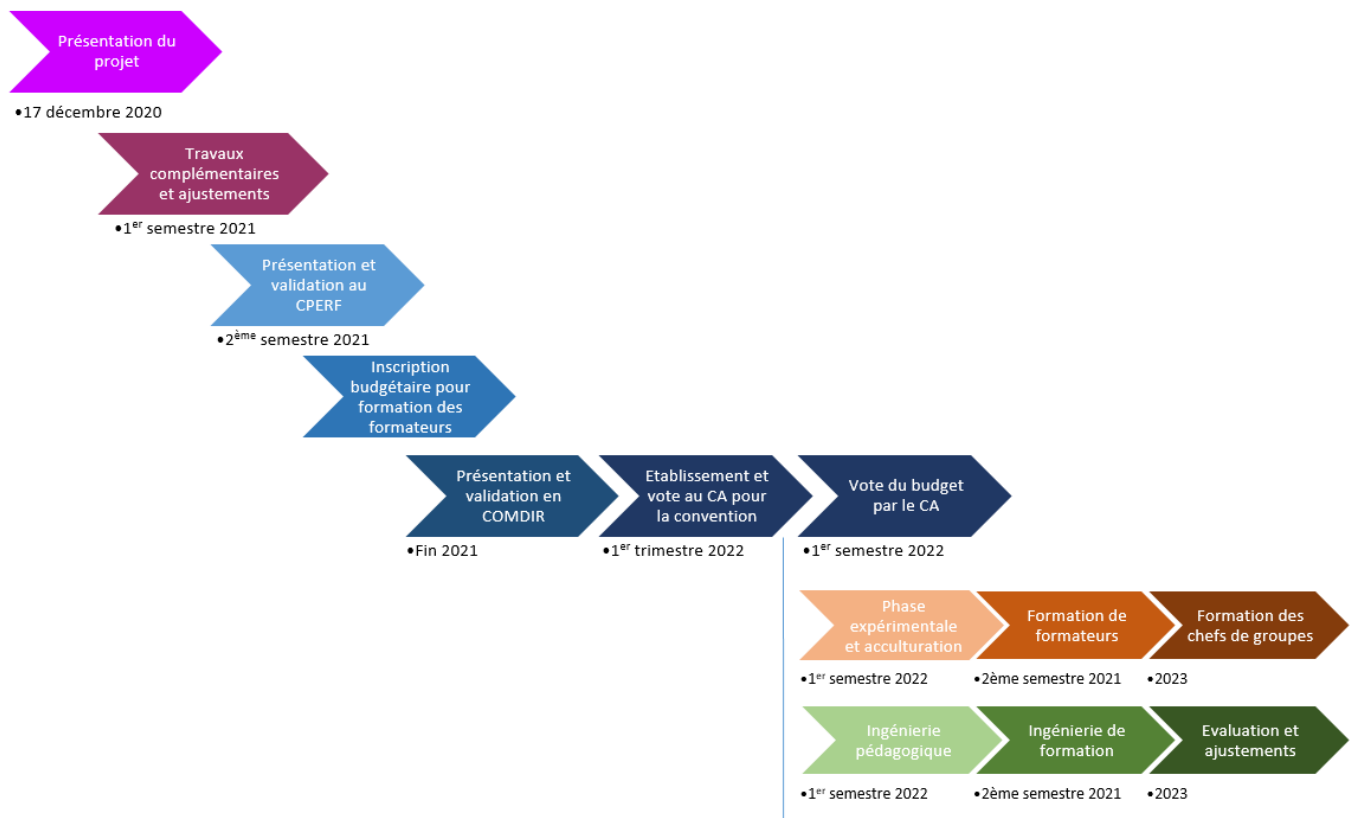 Présentation du
projet
•17 décembre 2020
Travaux
complémentaires
et ajustements
•1er semestre 2021
Présentation et
validation au
CPERF
•2ème semestre 2021
Inscription
budgétaire pour
formation des
formateurs
Présentation et
validation en
COMDIR
•Fin 2021
Etablissement et
vote au CA pour
la convention
•1er trimestre 2022
Vote du budget
par le CA
•1er semestre 2022
Phase
expérimentale
et acculturation
•1er semestre 2022
Formation de
formateurs
•2ème semestre 2021
Formation des
chefs de groupes
•2023
Ingénierie
pédagogique
•1er semestre 2022
Ingénierie de
formation
•2ème semestre 2021
Evaluation et
ajustements
•2023